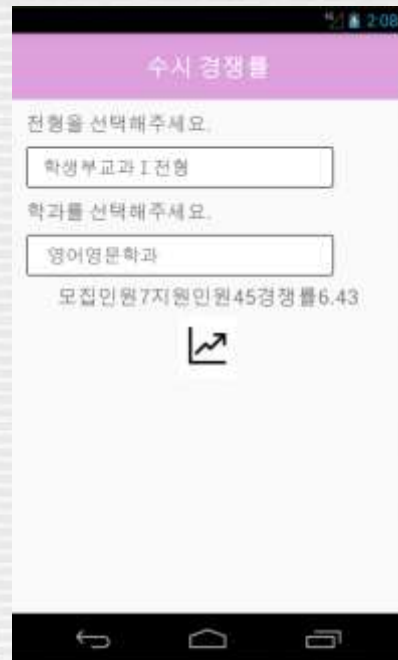 2:08
수시 경쟁률
전형을 선택해주세요.
학생부교과 I 전형
학과를 선택해주세요.
영어영문학과
모집인원7지원인원45경쟁률6.43